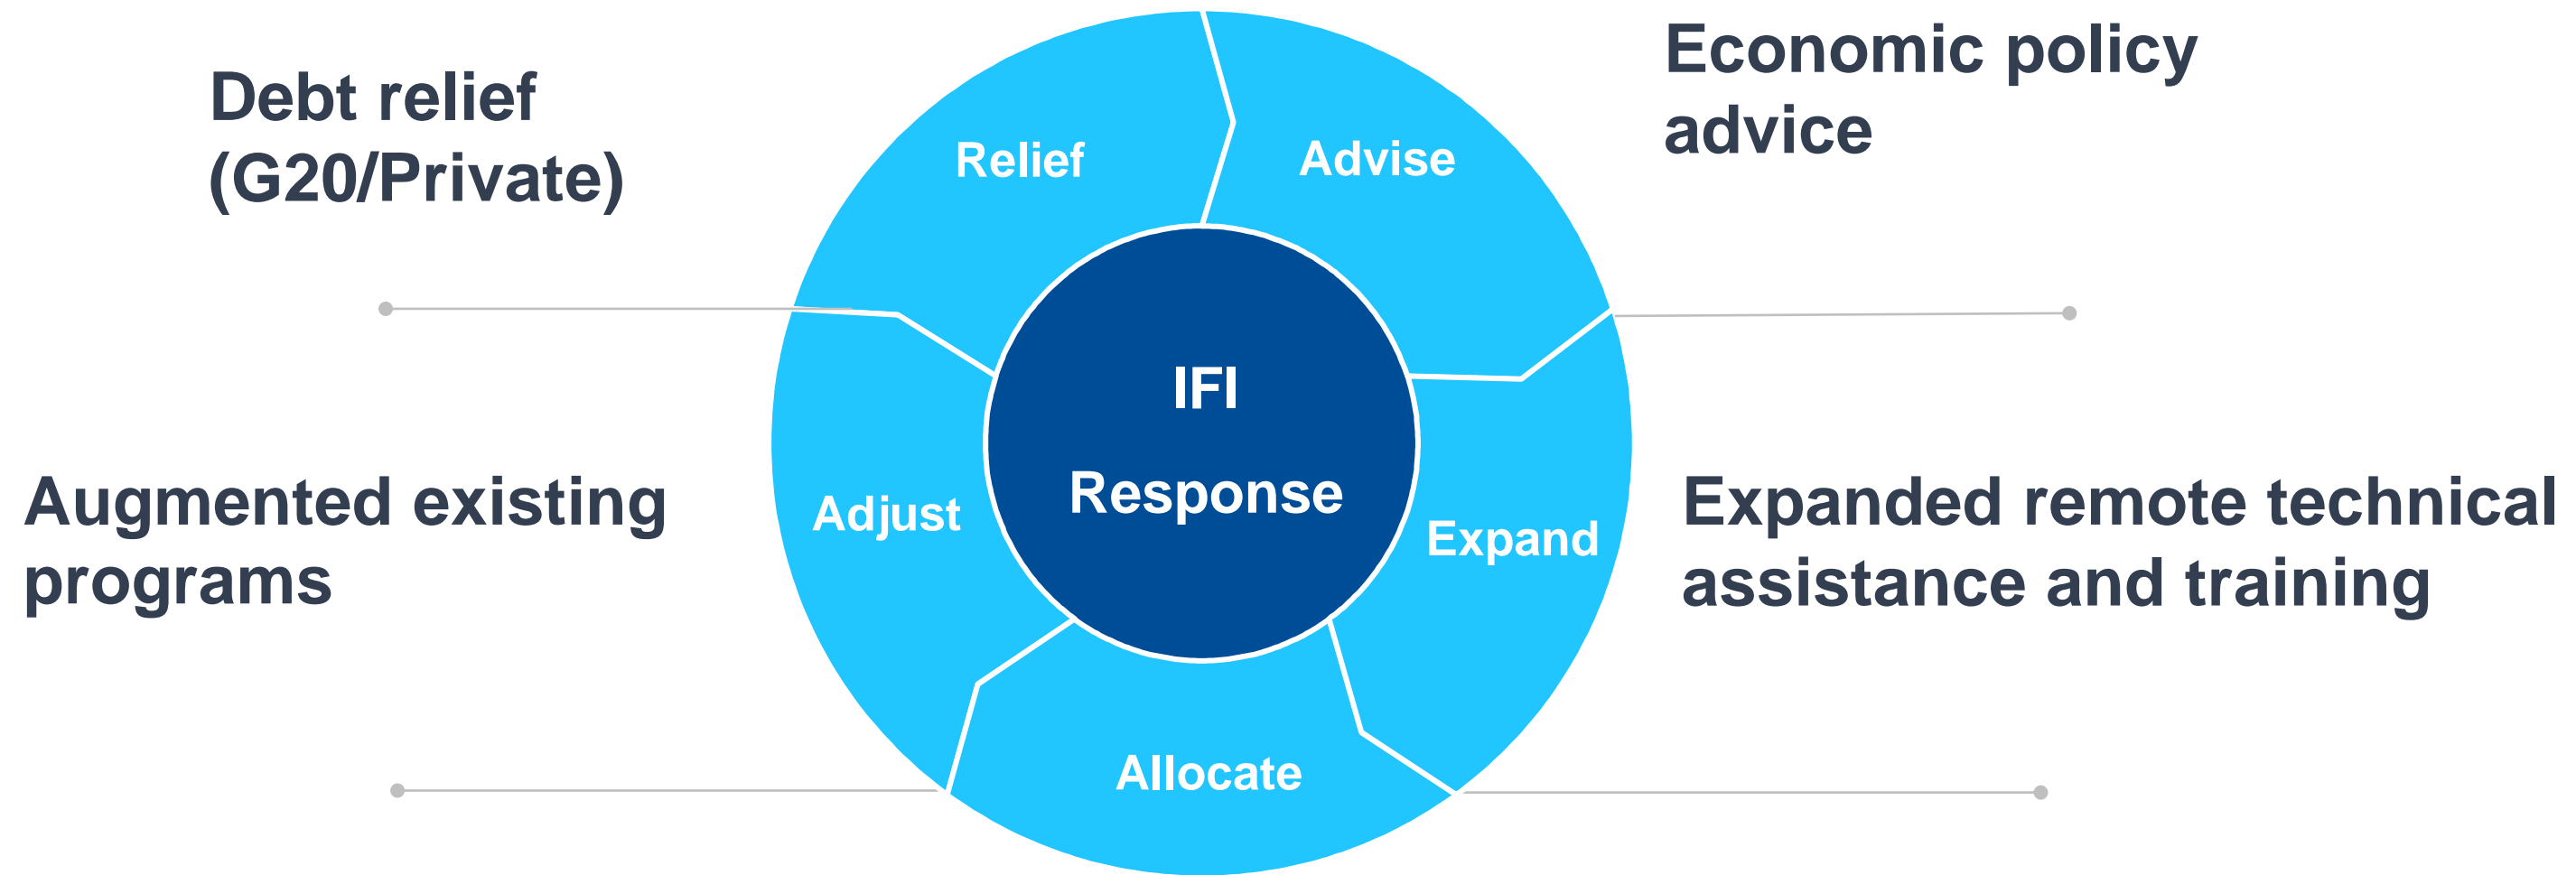 Debt relief
(G20/Private)
Economic policy
advice
Relief
Advise
IFI
Response
Augmented existing
programs
Adjust
Expand
Expanded remote technical
assistance and training
Allocate